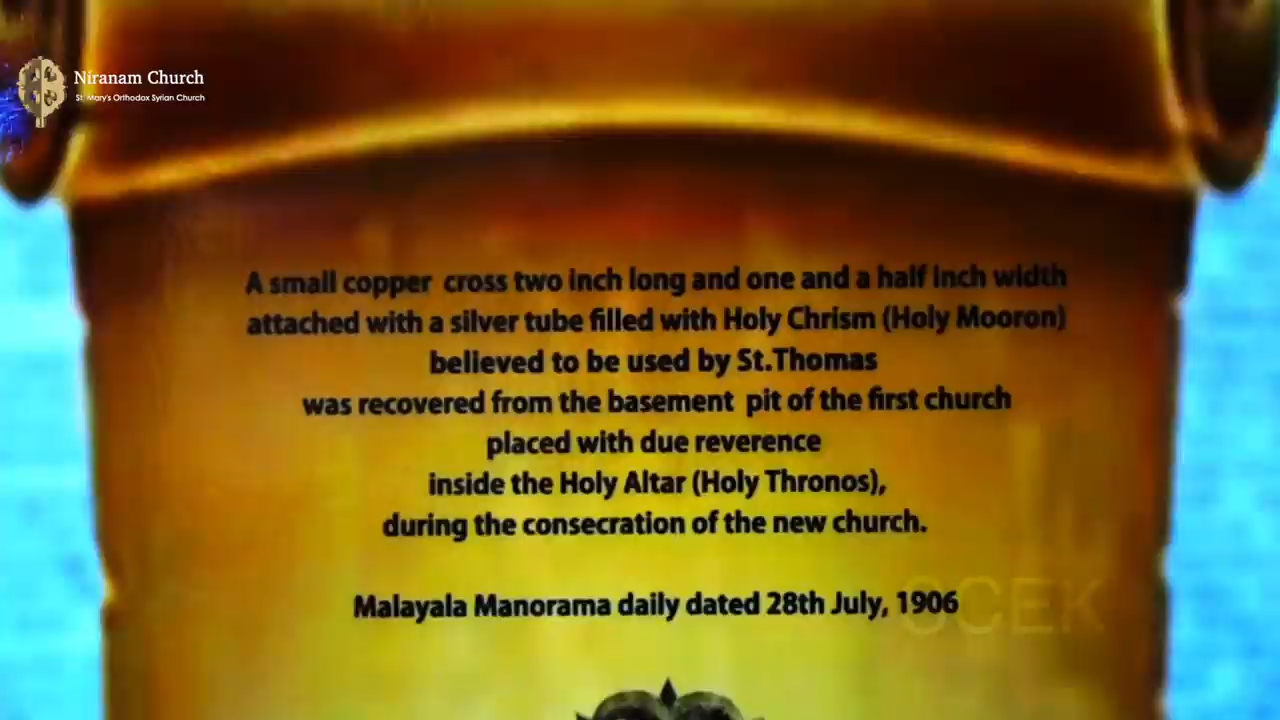 Niranam Church
St. Mary's Orthodox Syrian Church
A small copper cross two inch long and one and a half inch width
attached with a silver tube filled with Holy Chrism (Holy Mooron)
believed to be used by St.Thomas
was recovered from the basement pit of the first church
placed with due reverence
inside the Holy Altar (Holy Thronos),
during the consecration of the new church.
Malayala Manorama daily dated 28th July, 1906